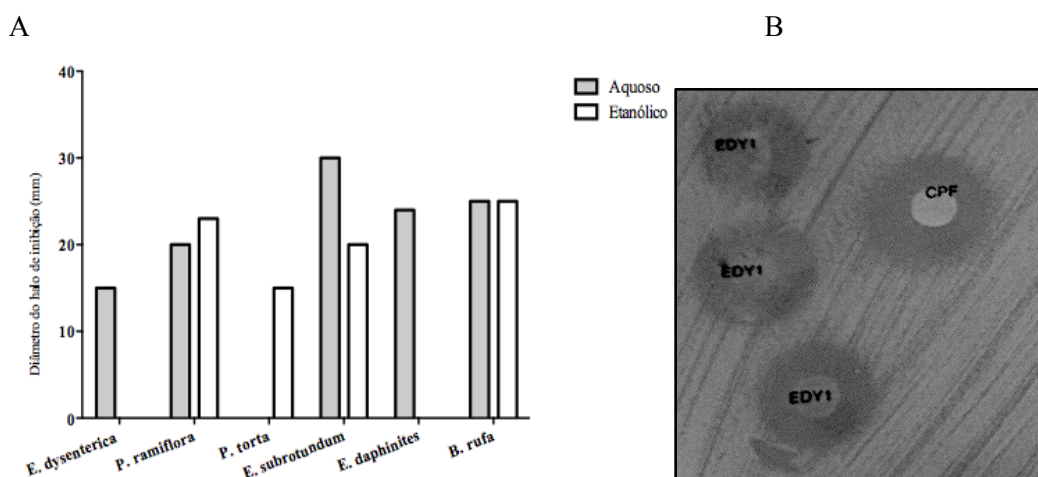 A
B
Diâmetro do halo de inibição (mm)
40
30
20
10
0
E. dysenterica
P. ramiflora
P. torta
E. subrotundum
E. daphinites
B. rufa
Aquoso
Etanólico
EDY1
CPF
EDY1
EDY1